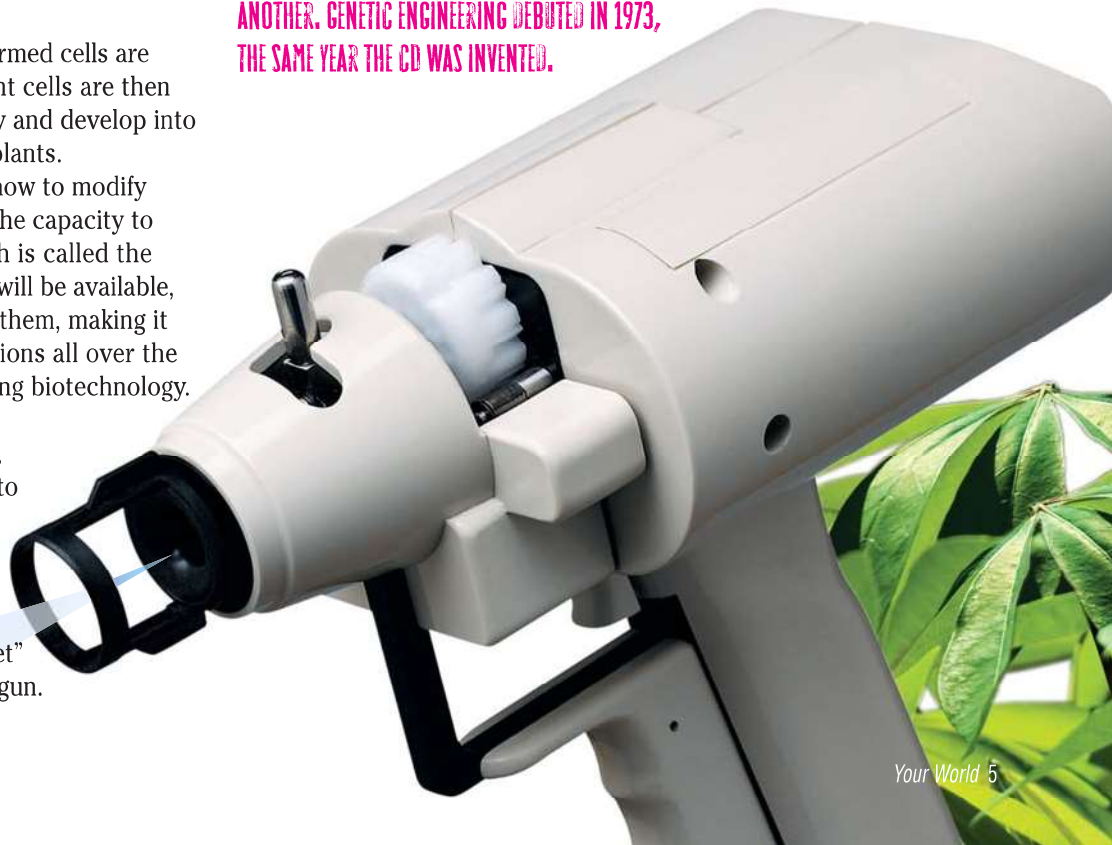 ANOTHER. GENETIC ENGINEERING DEBUTED IN 1973,
THE SAME YEAR THE CD WAS INVENTED.
rmed cells are
nt cells are then
y and develop into
plants.
now to modify
he capacity to
h is called the
will be available,
them, making it
ions all over the
ng biotechnology.
to
et”
gun.
Your World 5